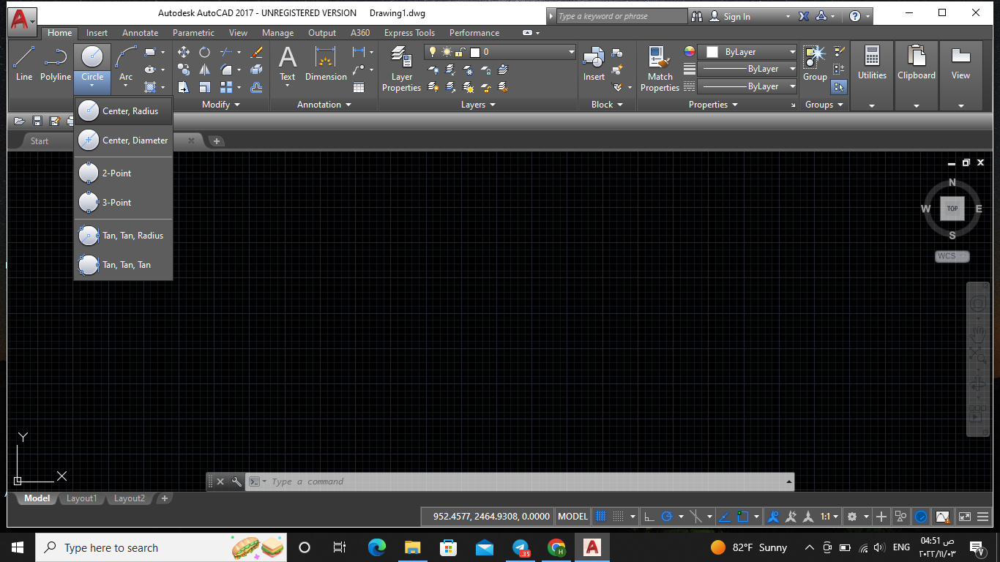 Autodesk AutoCAD 2017 - UNREGISTERED VERSION Drawing1.dwg
Type a keyword or phrase
Sign In
Home Insert Annotate Parametric View Manage Output A360 Express Tools Performance
Line Polyline Circle Arc
Text Dimension
Layer Properties
0
Insert
Match Properties
ByLayer
ByLayer
ByLayer
Group
Utilities
Clipboard
View
Modify
Annotation
Layers
Block
Properties
Groups
Center, Radius
Center, Diameter
2-Point
3-Point
Tan, Tan, Radius
Tan, Tan, Tan
Start
N
W
TOP
E
S
WCS
Y
X
Type a command
Model Layout1 Layout2
952.4577, 2464.9308, 0.0000 MODEL
1:1
Type here to search
35
82°F Sunny
ENG
04:51 ص
٢٠٢٢/١١/٠٣